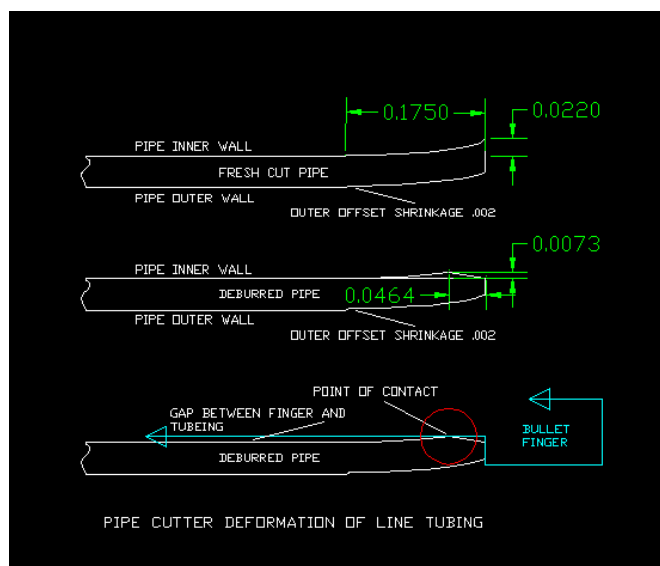 0.1750
0.0220
PIPE INNER WALL
FRESH CUT PIPE
PIPE OUTER WALL
OUTER OFFSET SHRINKAGE .002
0.0073
PIPE INNER WALL
DEBURRED PIPE
0.0464
PIPE OUTER WALL
OUTER OFFSET SHRINKAGE .002
POINT OF CONTACT
GAP BETWEEN FINGER AND
TUBEING
BULLET
FINGER
DEBURRED PIPE
PIPE CUTTER DEFORMATION OF LINE TUBING